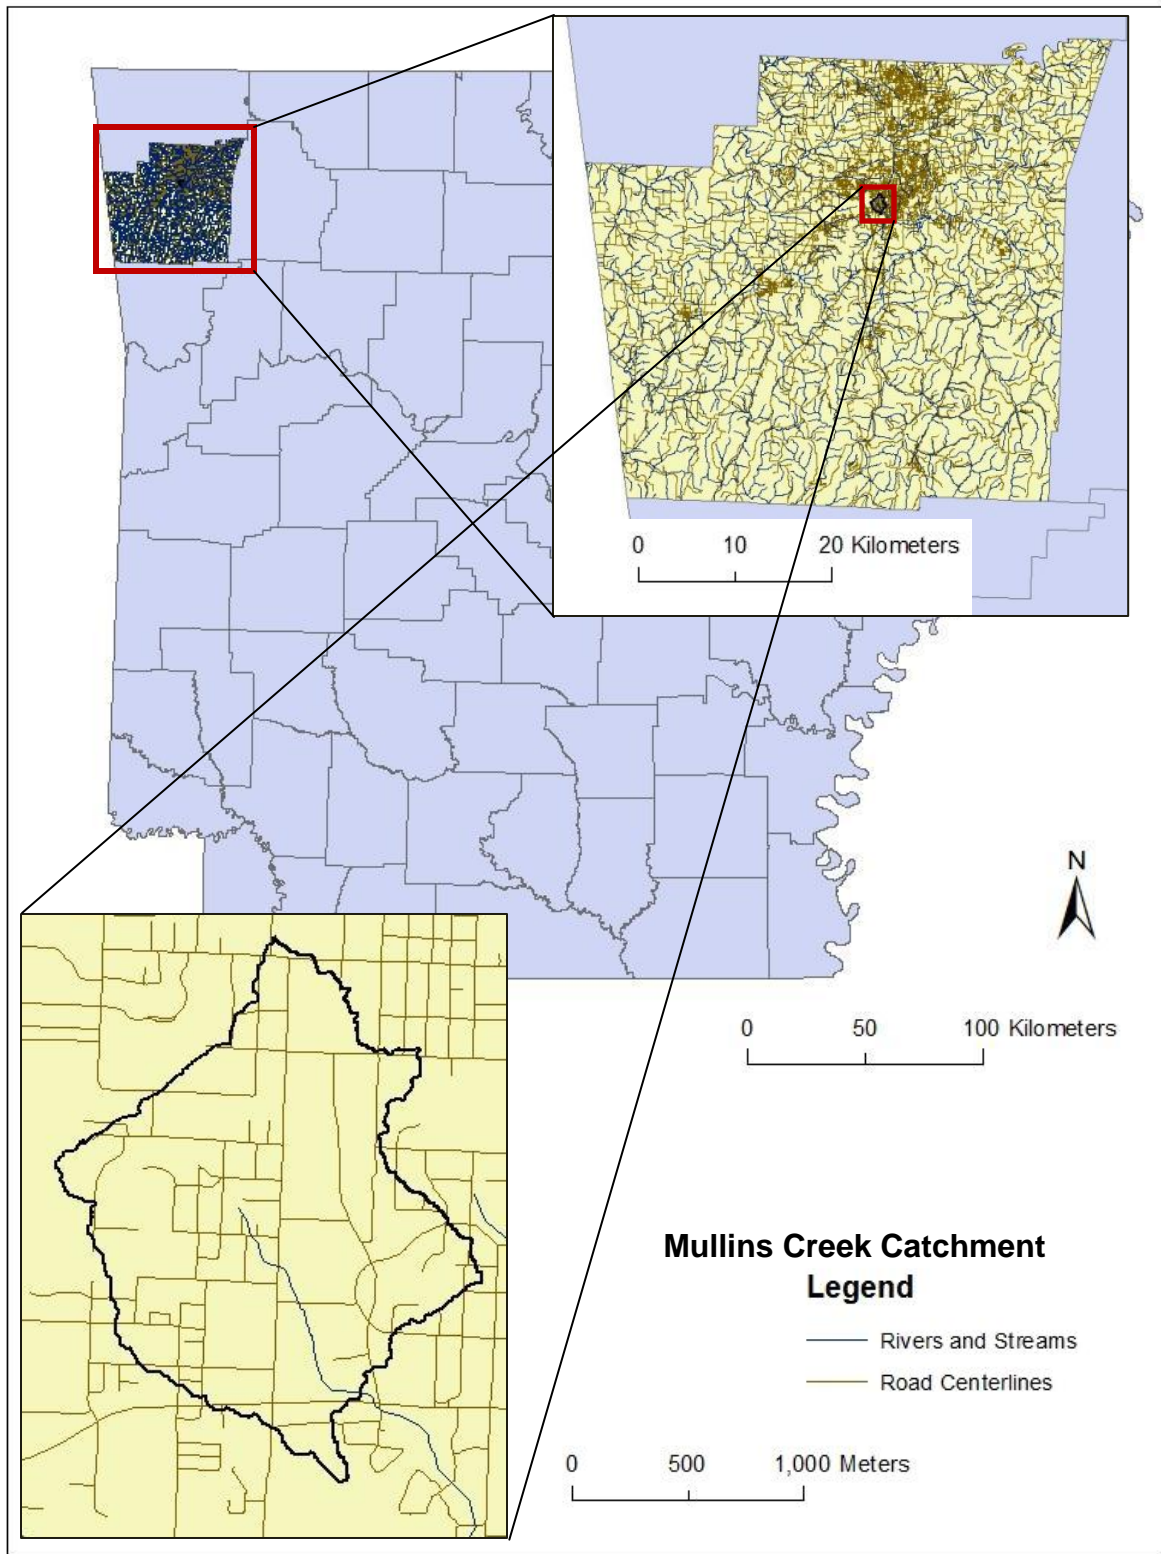 0 10 20 Kilometers
N
0 50 100 Kilometers
Mullins Creek Catchment
Legend
Rivers and Streams
Road Centerlines
0 500 1,000 Meters